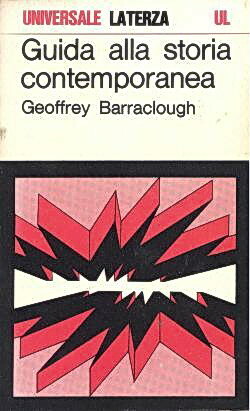 UNIVERSALE LATERZA UL
Guida alla storia
contemporanea
Geoffrey Barraclough